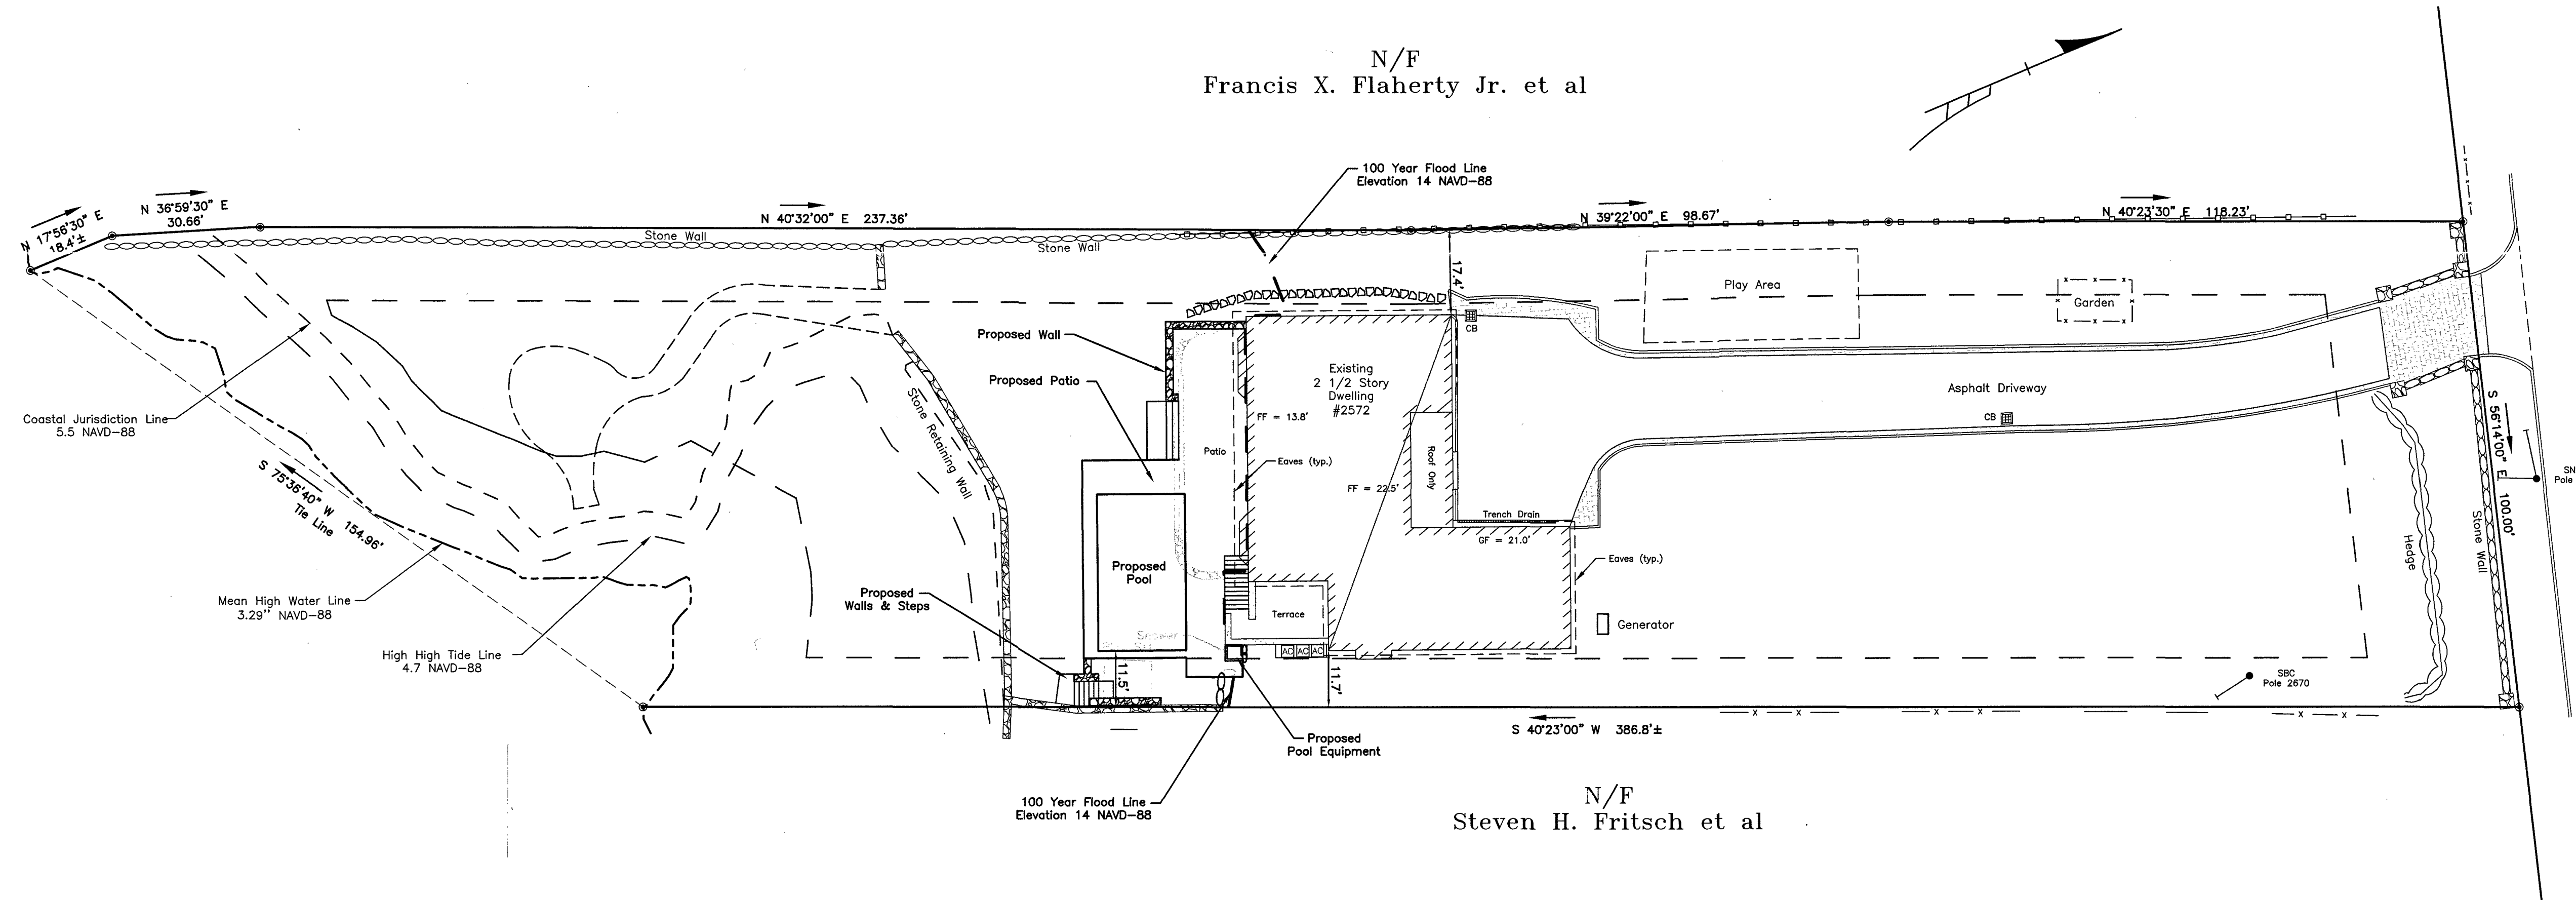 N/F
Francis X. Flaherty Jr. et al
100 Year Flood Line
Elevation 14 NAVD-88
N 17°56'30" E
18.4'±
N 36°59'30" E
30.66'
N 40°32'00" E 237.36'
N 39°22'00" E 98.67'
N 40°23'30" E 118.23'
Stone Wall
Stone Wall
17.4'
Play Area
Garden
CB
Proposed Wall
Proposed Patio
Existing
2 1/2 Story
Dwelling
#2572
FF = 13.8'
Patio
Eaves (typ.)
FF = 22.5'
Roof Only
Asphalt Driveway
CB
S 56°14'00" E 100.00'
SN
Pole
Coastal Jurisdiction Line
5.5 NAVD-88
S 75°36'40" W 154.96'
Tie Line
Stone Retaining Wall
Trench Drain
GF = 21.0'
Eaves (typ.)
Hedge
Stone Wall
Proposed
Pool
Proposed
Walls & Steps
Mean High Water Line
3.29" NAVD-88
Terrace
Generator
Shower
High High Tide Line
4.7 NAVD-88
AC AC AC
11.5'
11.7'
SBC
Pole 2670
S 40°23'00" W 386.8'±
Proposed
Pool Equipment
100 Year Flood Line
Elevation 14 NAVD-88
N/F
Steven H. Fritsch et al